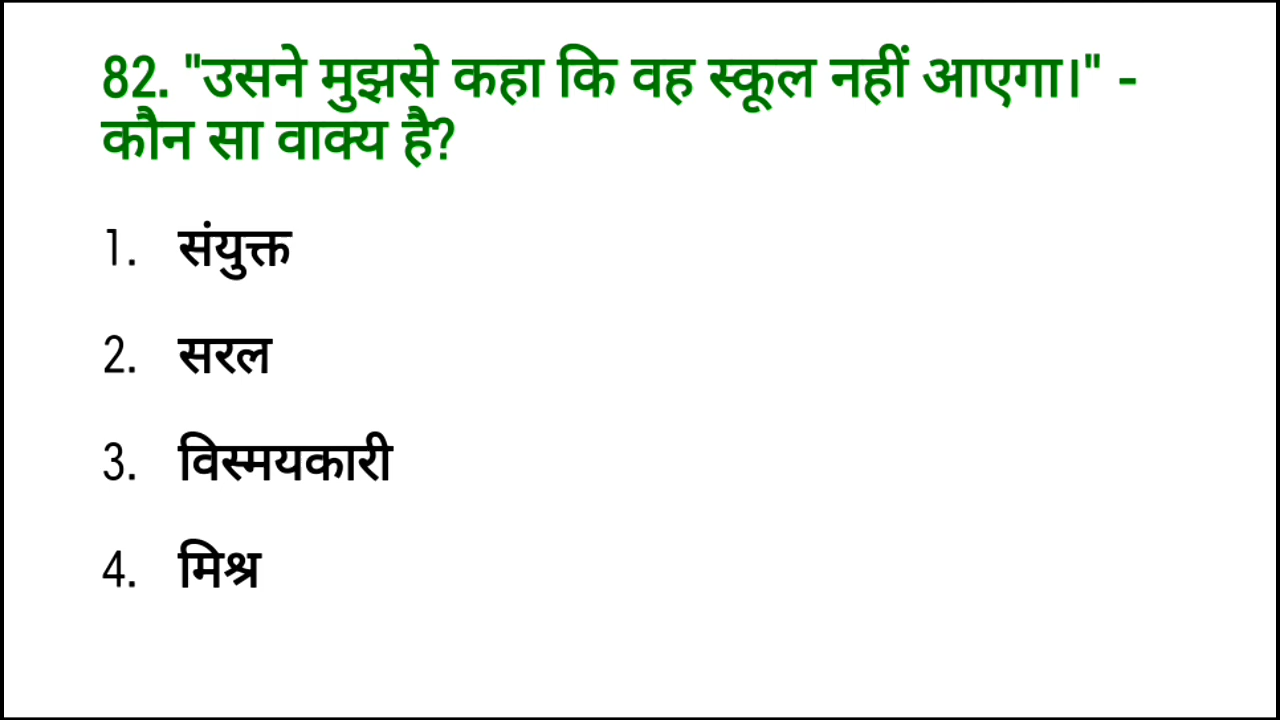 82. "उसने मुझसे कहा कि वह स्कूल नहीं आएगा।" -
कौन सा वाक्य है?
1. संयुक्त
2. सरल
3. विस्मयकारी
4. मिश्र